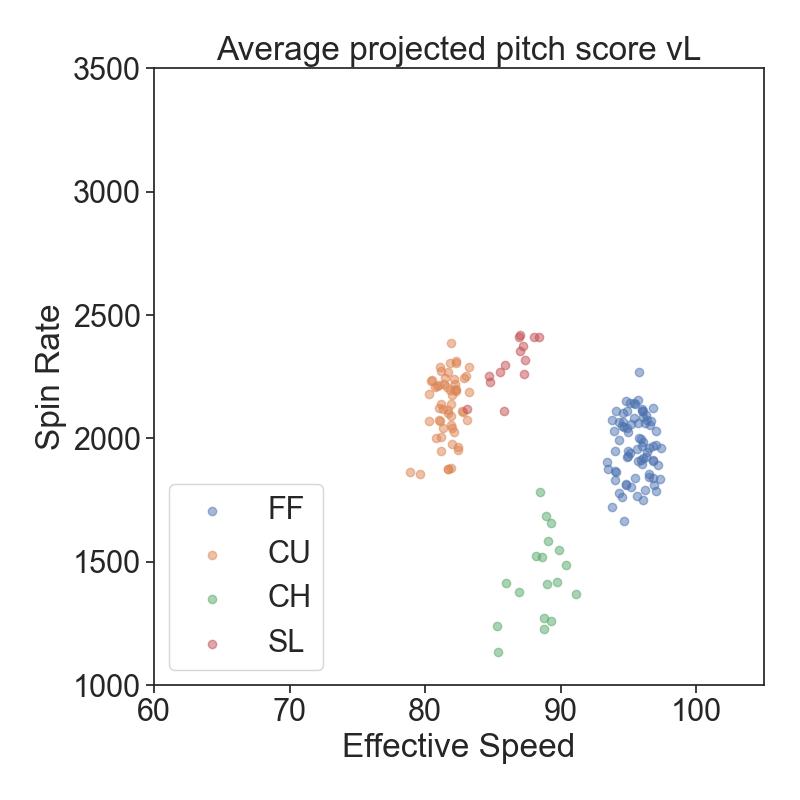 Average projected pitch score vL
3500
3000
2500
2000
1500
1000
Spin Rate
FF
CU
CH
SL
60 70 80 90 100
Effective Speed